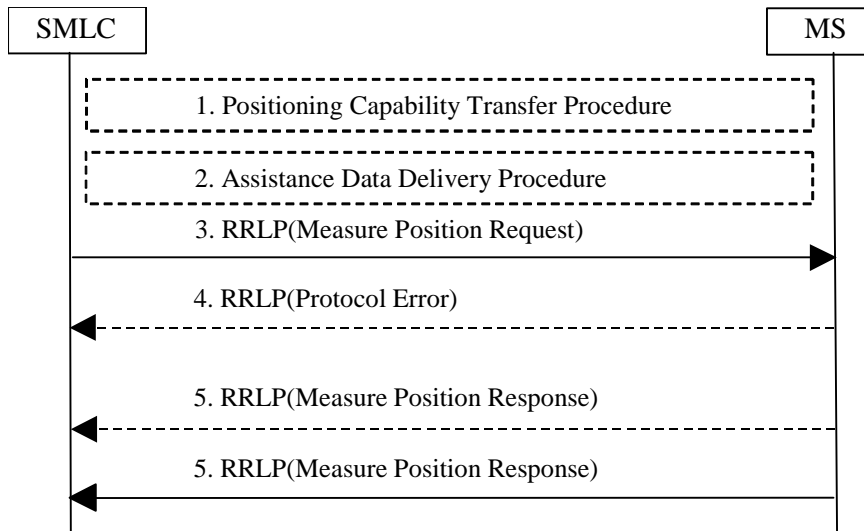 SMLC
MS
1. Positioning Capability Transfer Procedure
2. Assistance Data Delivery Procedure
3. RRLP(Measure Position Request)
4. RRLP(Protocol Error)
5. RRLP(Measure Position Response)
5. RRLP(Measure Position Response)